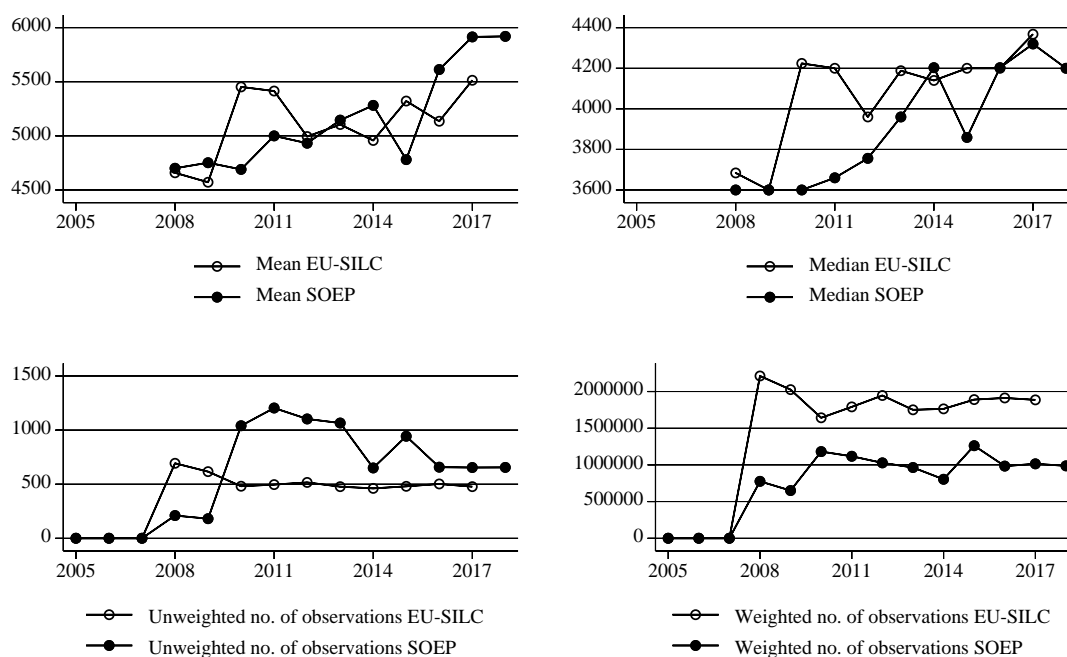 6000
5500
5000
4500
2005 2008 2011 2014 2017
Mean EU-SILC
Mean SOEP
4400
4200
4000
3800
3600
2005 2008 2011 2014 2017
Median EU-SILC
Median SOEP
1500
1000
500
0
2005 2008 2011 2014 2017
Unweighted no. of observations EU-SILC
Unweighted no. of observations SOEP
2000000
1500000
1000000
500000
0
2005 2008 2011 2014 2017
Weighted no. of observations EU-SILC
Weighted no. of observations SOEP